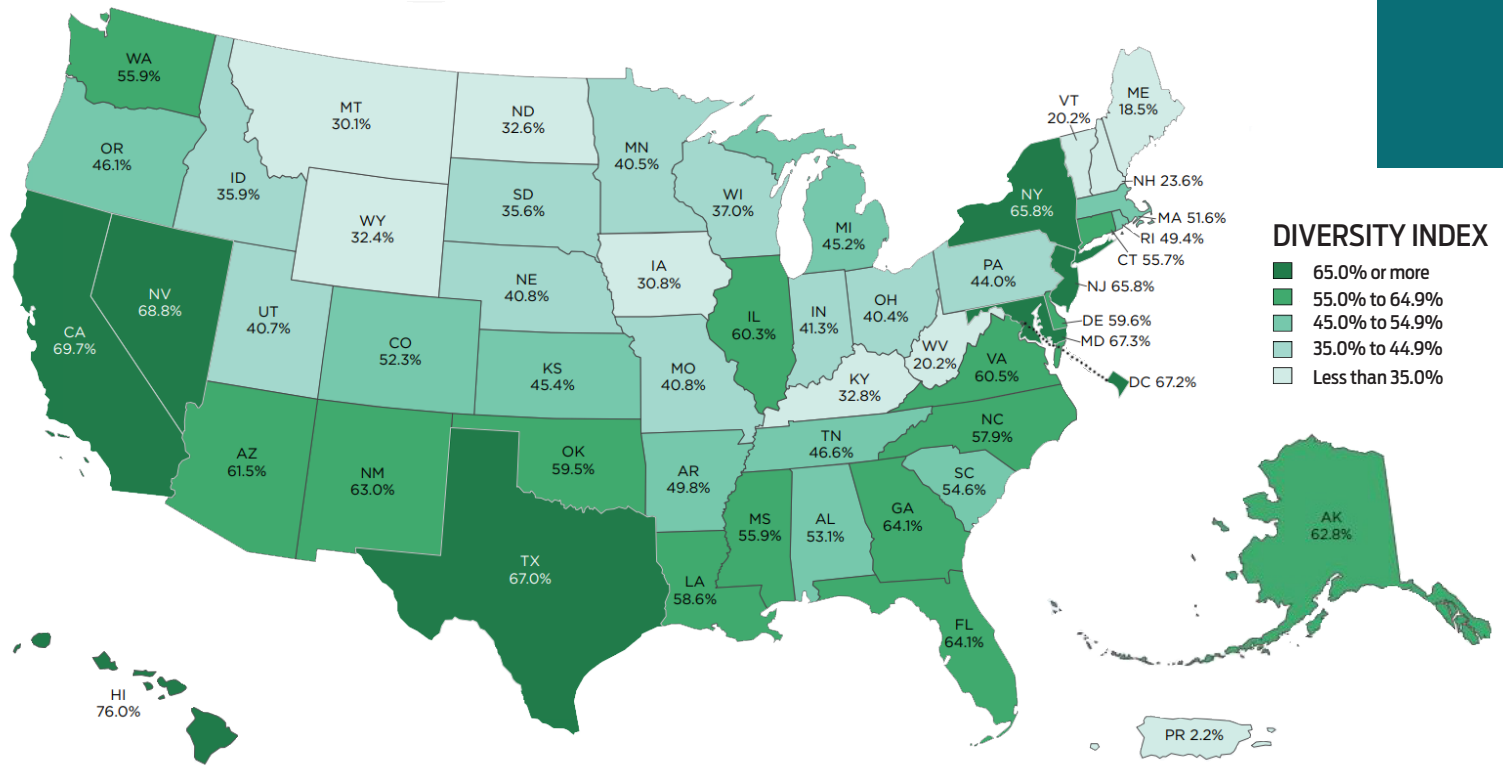 WA
55.9%
OR
46.1%
CA
69.7%
NV
68.8%
ID
35.9%
MT
30.1%
WY
32.4%
UT
40.7%
AZ
61.5%
CO
52.3%
NM
63.0%
ND
32.6%
SD
35.6%
NE
40.8%
KS
45.4%
OK
59.5%
TX
67.0%
MN
40.5%
IA
30.8%
MO
40.8%
AR
49.8%
LA
58.6%
WI
37.0%
IL
60.3%
MI
45.2%
IN
41.3%
OH
40.4%
KY
32.8%
TN
46.6%
MS
55.9%
AL
53.1%
GA
64.1%
FL
64.1%
SC
54.6%
NC
57.9%
VA
60.5%
WV
20.2%
PA
44.0%
NY
65.8%
VT
20.2%
ME
18.5%
NH 23.6%
MA 51.6%
RI 49.4%
CT 55.7%
NJ 65.8%
DE 59.6%
MD 67.3%
DC 67.2%
HI
76.0%
AK
62.8%
PR 2.2%
DIVERSITY INDEX
65.0% or more
55.0% to 64.9%
45.0% to 54.9%
35.0% to 44.9%
Less than 35.0%